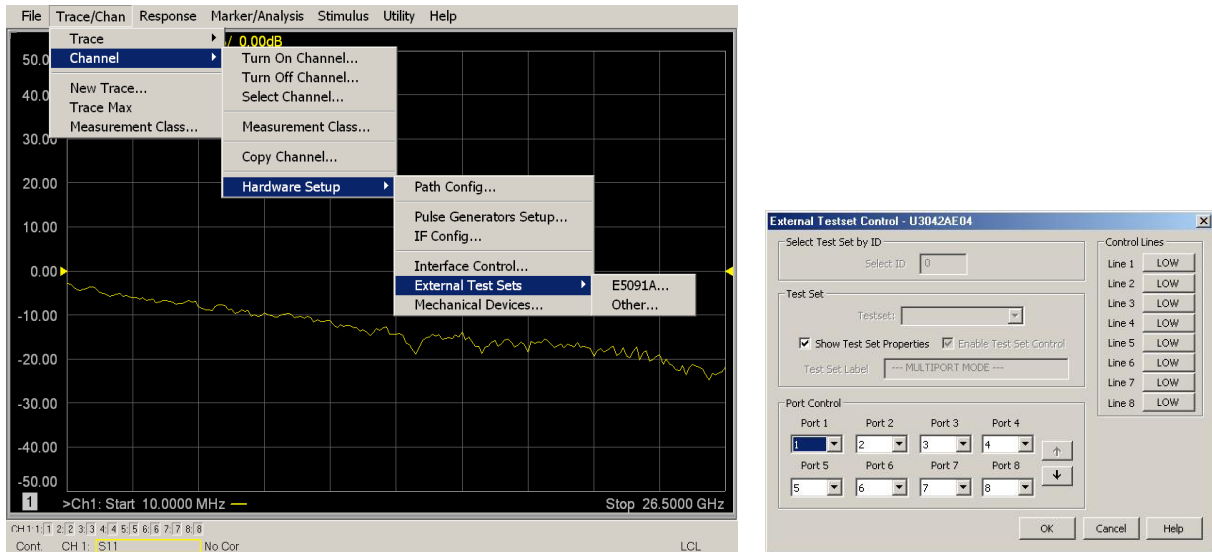 File Trace/Chan Response Marker/Analysis Stimulus Utility Help
Trace
Channel
New Trace...
Trace Max
Measurement Class...
/ 0.00dB
Turn On Channel...
Turn Off Channel...
Select Channel...
Measurement Class...
Copy Channel...
Hardware Setup
Path Config...
Pulse Generators Setup...
IF Config...
Interface Control...
External Test Sets
Mechanical Devices...
E5091A...
Other...
50.0
40.0
30.00
20.00
10.00
0.00
-10.00
-20.00
-30.00
-40.00
-50.00
1 >Ch1: Start 10.0000 MHz — Stop 26.5000 GHz
CH 1 1: 1 2: 2 3: 3 4: 4 5: 5 6: 6 7: 7 8: 8
Cont. CH 1: S11 No Cor LCL
External Testset Control - U3042AE04
Select Test Set by ID
Select ID 0
Test Set
Testset:
Show Test Set Properties Enable Test Set Control
Test Set Label --- MULTIPORT MODE ---
Port Control
Port 1 Port 2 Port 3 Port 4
1 2 3 4
Port 5 Port 6 Port 7 Port 8
5 6 7 8
Control Lines
Line 1 LOW
Line 2 LOW
Line 3 LOW
Line 4 LOW
Line 5 LOW
Line 6 LOW
Line 7 LOW
Line 8 LOW
OK Cancel Help